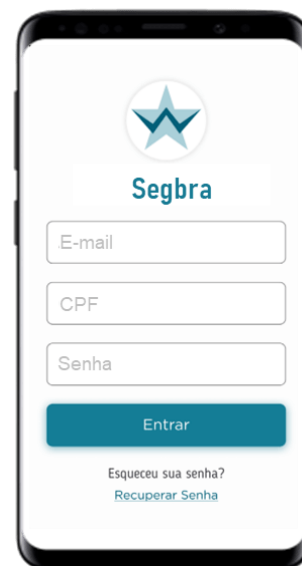 Segbra
E-mail
CPF
Senha
Entrar
Esqueceu sua senha?
Recuperar Senha